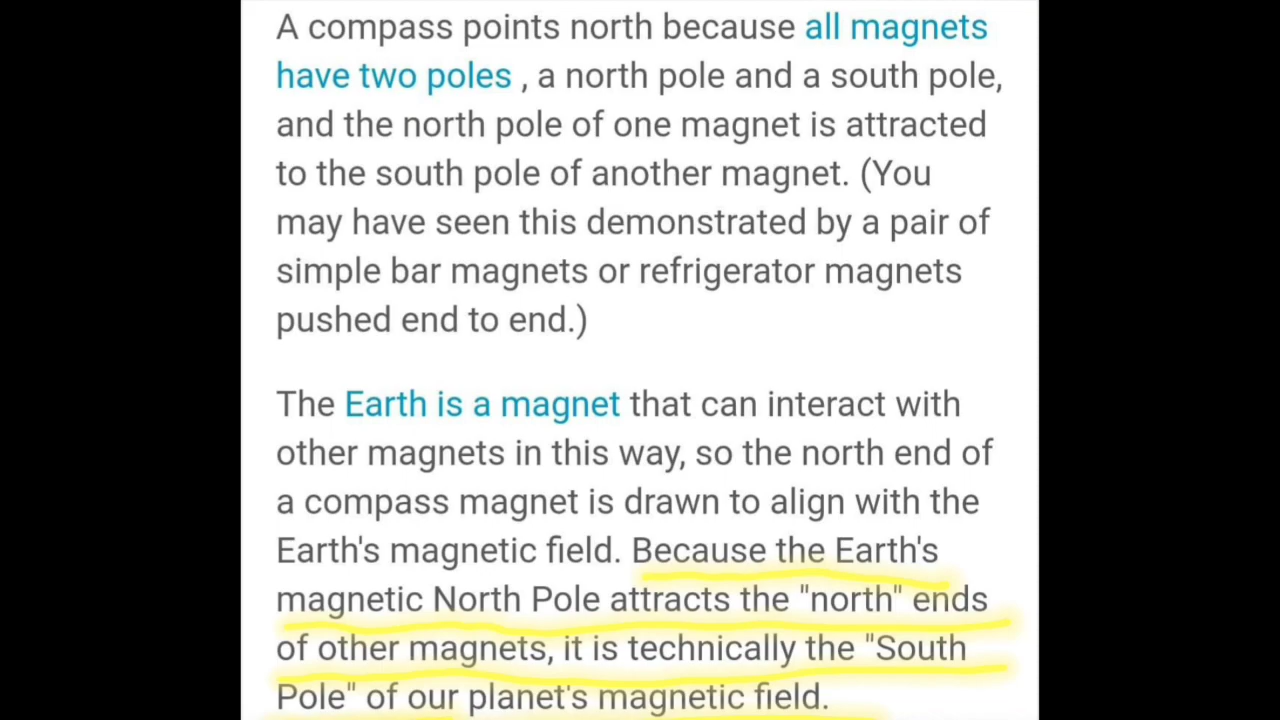 A compass points north because all magnets
have two poles , a north pole and a south pole,
and the north pole of one magnet is attracted
to the south pole of another magnet. (You
may have seen this demonstrated by a pair of
simple bar magnets or refrigerator magnets
pushed end to end.)
The Earth is a magnet that can interact with
other magnets in this way, so the north end of
a compass magnet is drawn to align with the
Earth's magnetic field. Because the Earth's
magnetic North Pole attracts the "north" ends
of other magnets, it is technically the "South
Pole" of our planet's magnetic field.